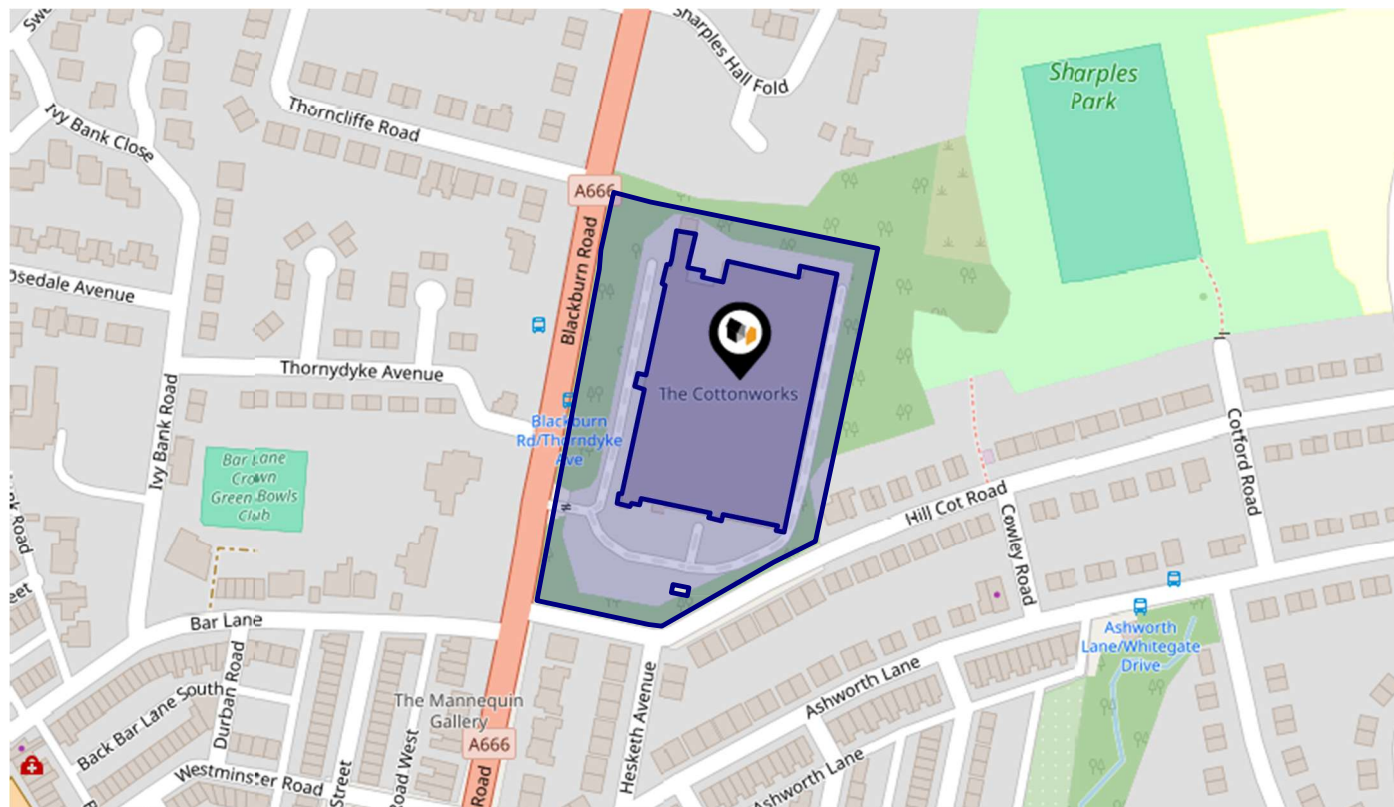 Sharples Hall Fold
Sharples
Park
Thorncliffe Road
Ivy Bank Close
A666
Blackburn Road
Thornydyke Avenue
The Cottonworks
Blackburn
Rd/Thorndyke
Ave
Ivy Bank Road
Bar Lane
Crown
Green Bowls
Club
Hill Cot Road
Cotford Road
Cowley Road
Bar Lane
Ashworth
Lane/Whitegate
Drive
Durban Road
Back Bar Lane South
The Mannequin
Gallery
Hesketh Avenue
Ashworth Lane
A666
Westminster Road
Street
Road West
Road
Ashworth Lane